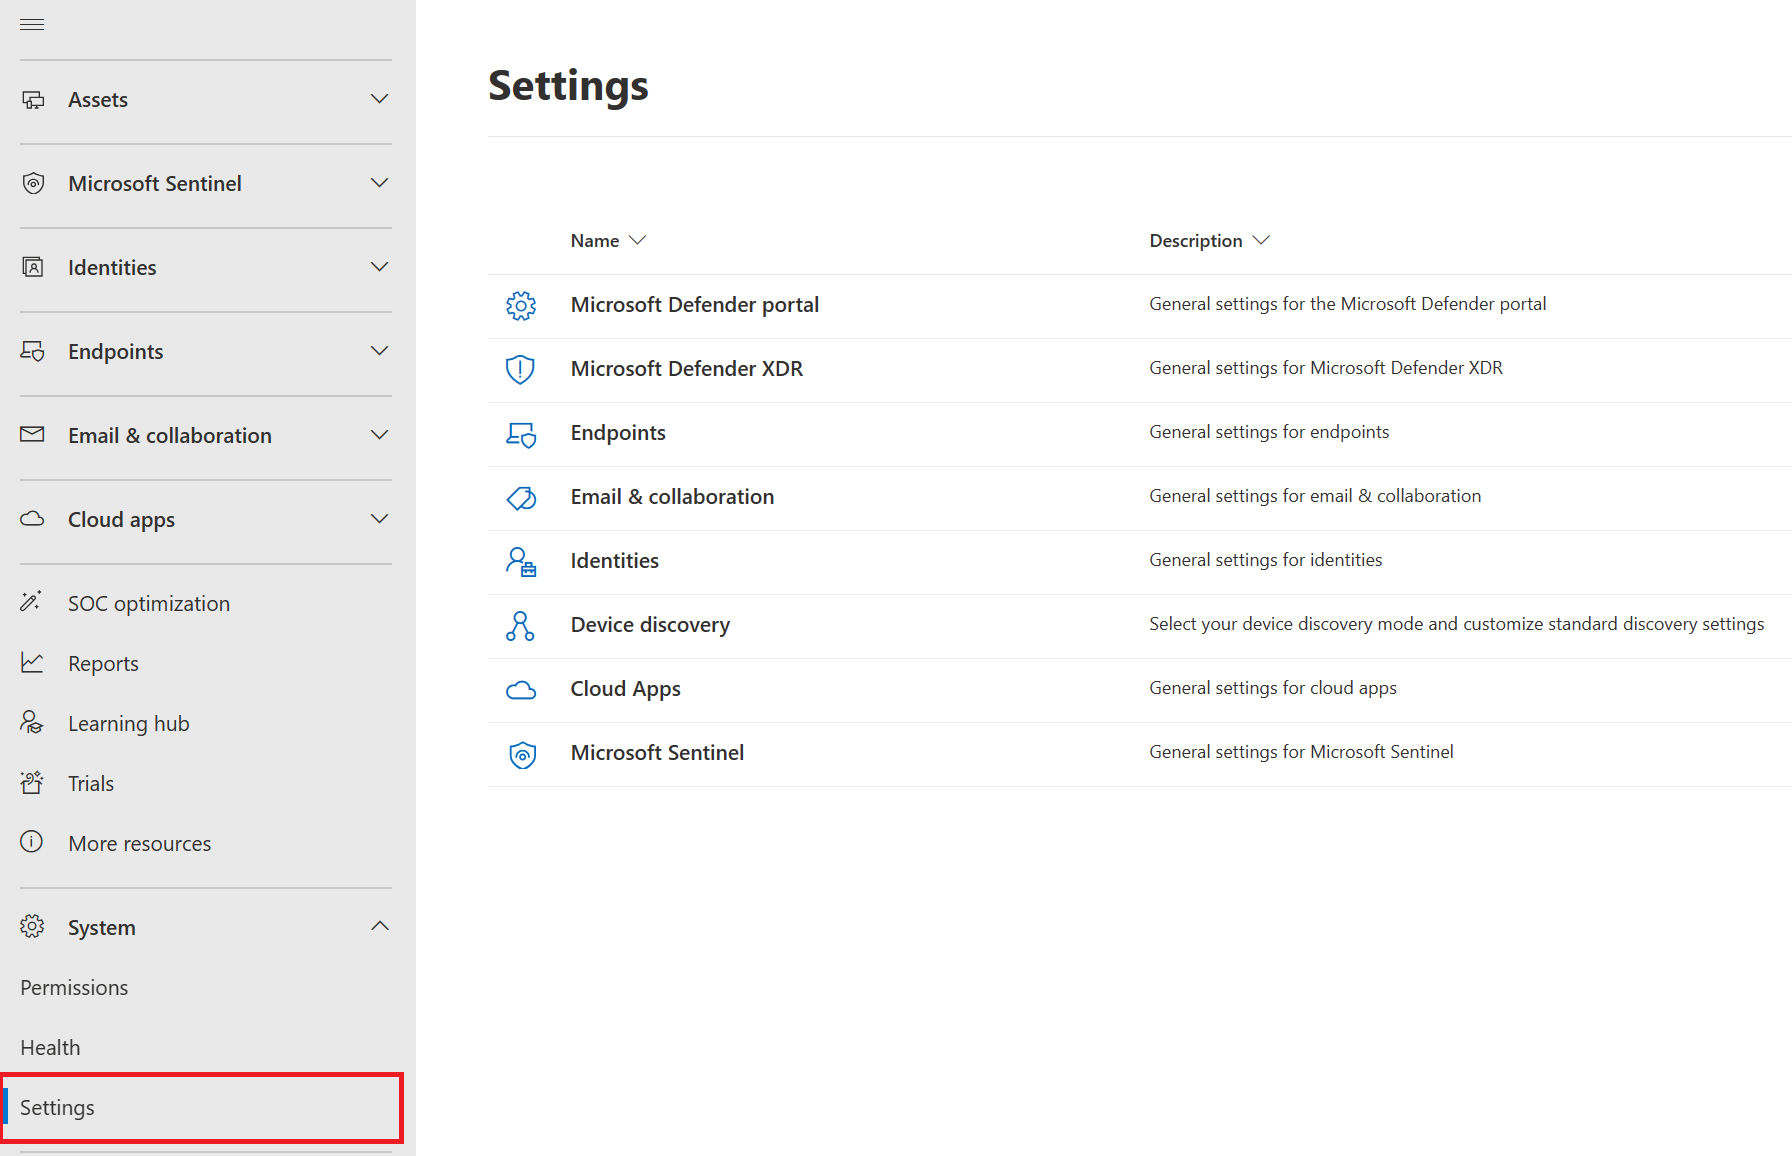 Assets
Microsoft Sentinel
Identities
Endpoints
Email & collaboration
Cloud apps
SOC optimization
Reports
Learning hub
Trials
More resources
System
Permissions
Health
Settings
Settings
Name Description
Microsoft Defender portal General settings for the Microsoft Defender portal
Microsoft Defender XDR General settings for Microsoft Defender XDR
Endpoints General settings for endpoints
Email & collaboration General settings for email & collaboration
Identities General settings for identities
Device discovery Select your device discovery mode and customize standard discovery settings
Cloud Apps General settings for cloud apps
Microsoft Sentinel General settings for Microsoft Sentinel